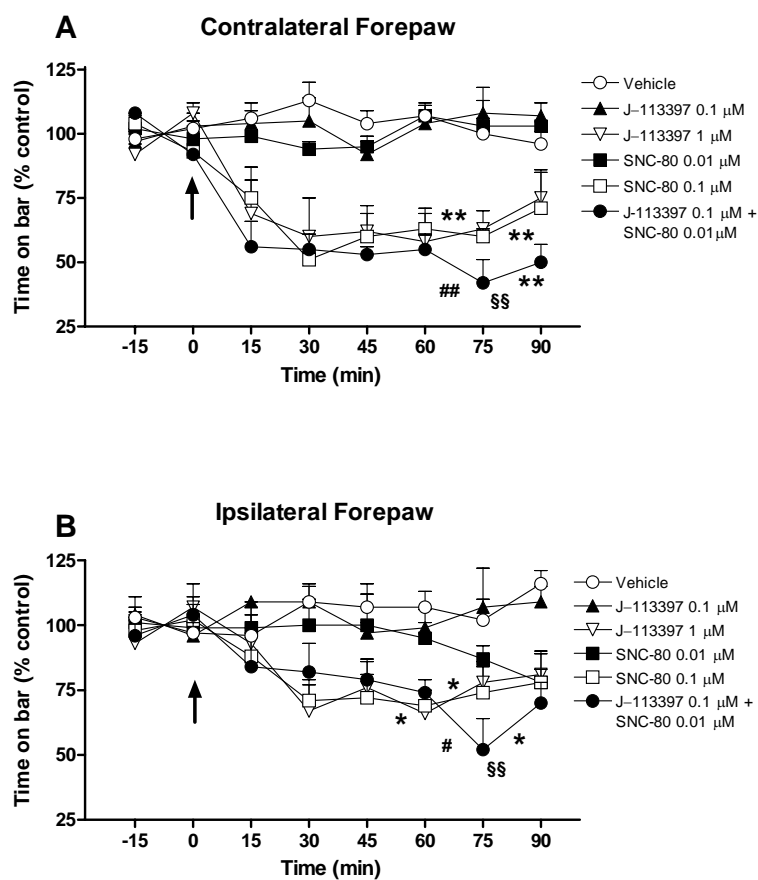 A
Contralateral Forepaw
Time on bar (% control)
125
100
75
50
25
**
**
##
§§
**
-15 0 15 30 45 60 75 90
Time (min)
Vehicle
J–113397 0.1 μM
J–113397 1 μM
SNC-80 0.01 μM
SNC-80 0.1 μM
J-113397 0.1 μM +
SNC-80 0.01μM
B
Ipsilateral Forepaw
Time on bar (% control)
125
100
75
50
25
*
*
#
*
§§
-15 0 15 30 45 60 75 90
Time (min)
Vehicle
J–113397 0.1 μM
J–113397 1 μM
SNC-80 0.01 μM
SNC-80 0.1 μM
J–113397 0.1 μM +
SNC-80 0.01 μM